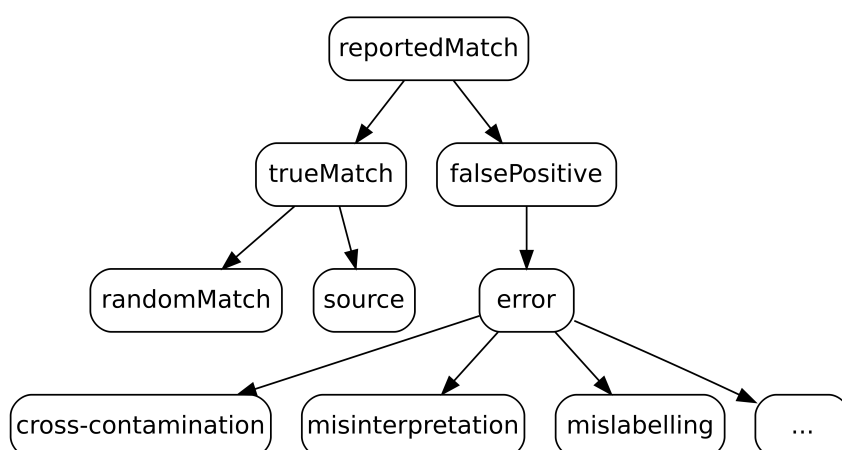 reportedMatch
trueMatch
falsePositive
randomMatch
source
error
cross-contamination
misinterpretation
mislabelling
...